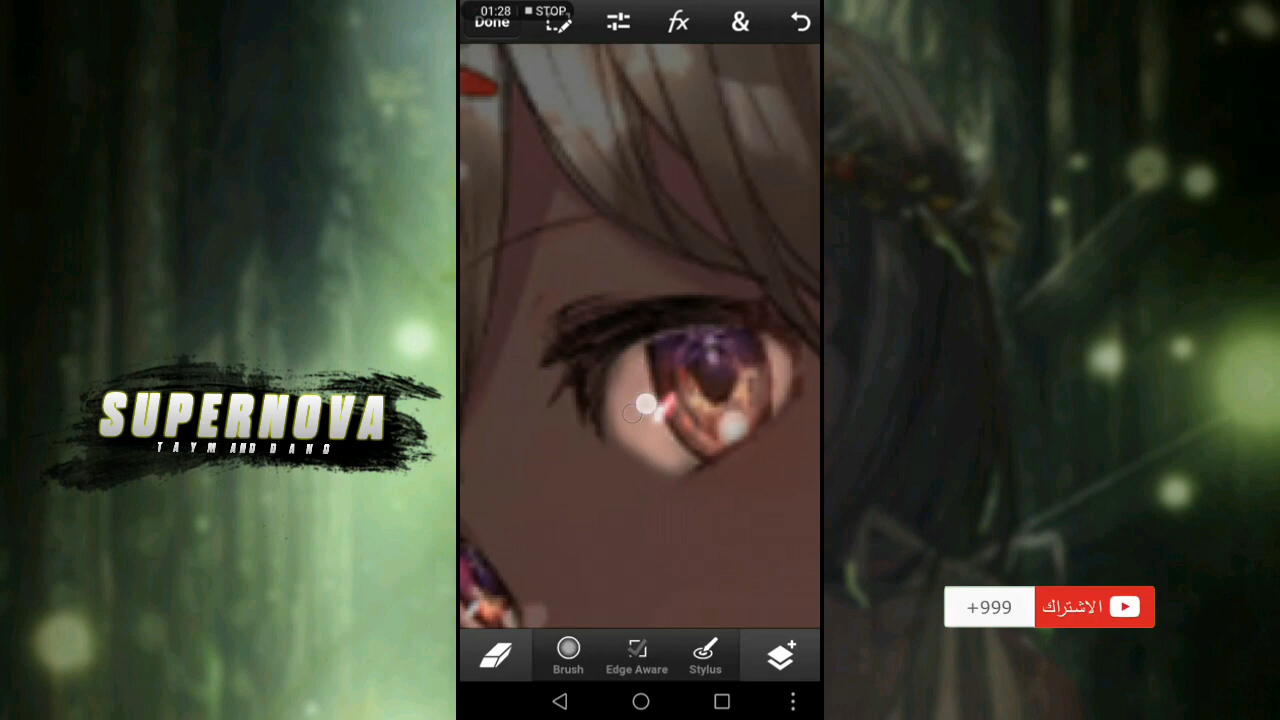 01:28 STOP
Done
fx
&
SUPERNOVA
TAYM AND DANO
+999
الاشتراك
Brush
Edge Aware
Stylus